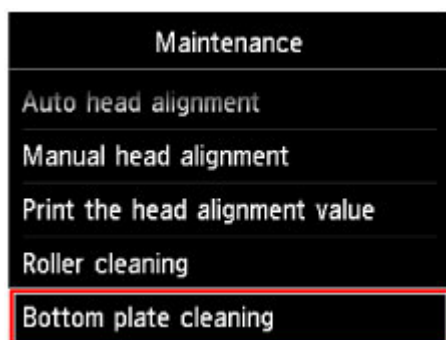 Maintenance
Auto head alignment
Manual head alignment
Print the head alignment value
Roller cleaning
Bottom plate cleaning